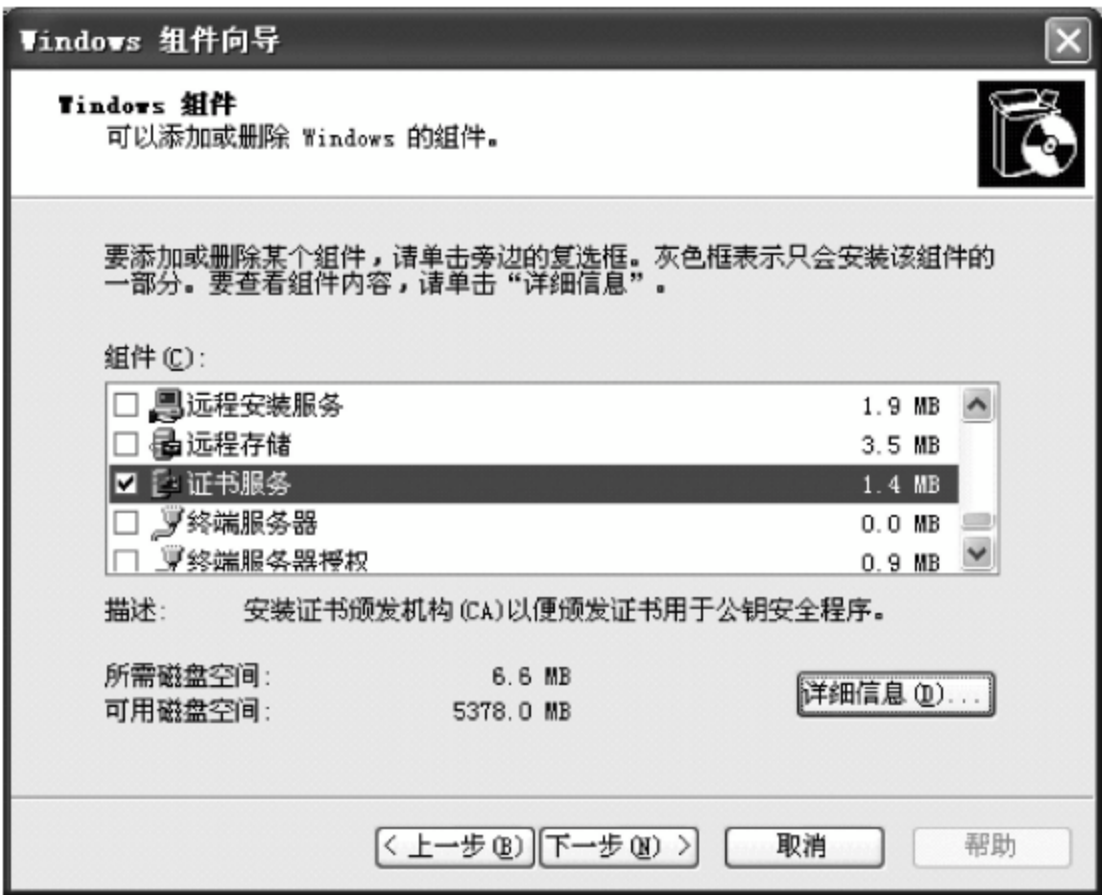 Windows 组件向导
Windows 组件
可以添加或删除 Windows 的组件。
要添加或删除某个组件，请单击旁边的复选框。灰色框表示只会安装该组件的
一部分。要查看组件内容，请单击“详细信息”。
组件(C):
远程安装服务 1.9 MB
远程存储 3.5 MB
证书服务 1.4 MB
终端服务器 0.0 MB
终端服务器授权 0.9 MB
描述: 安装证书颁发机构(CA)以便颁发证书用于公钥安全程序。
所需磁盘空间: 6.6 MB
可用磁盘空间: 5378.0 MB
详细信息(D)...
< 上一步(B) 下一步(N) > 取消 帮助